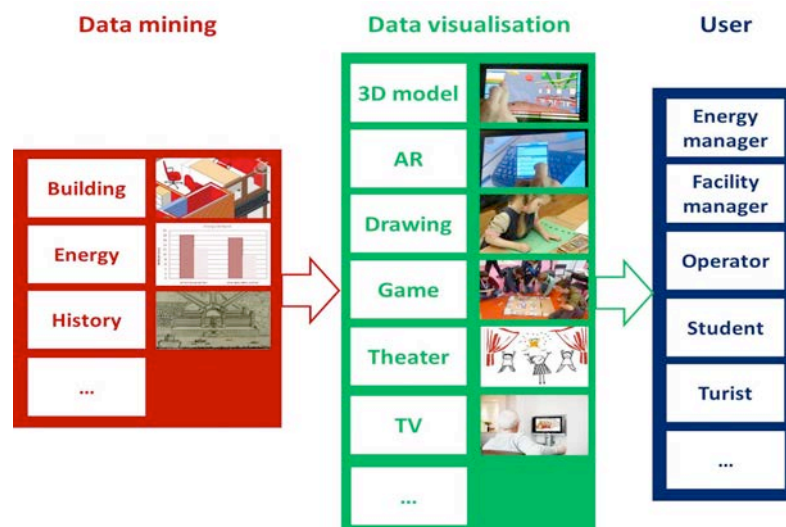 Data mining
Data visualisation
User
Building
Energy
History
...
3D model
AR
Drawing
Game
Theater
TV
...
Energy
manager
Facility
manager
Operator
Student
Turist
...